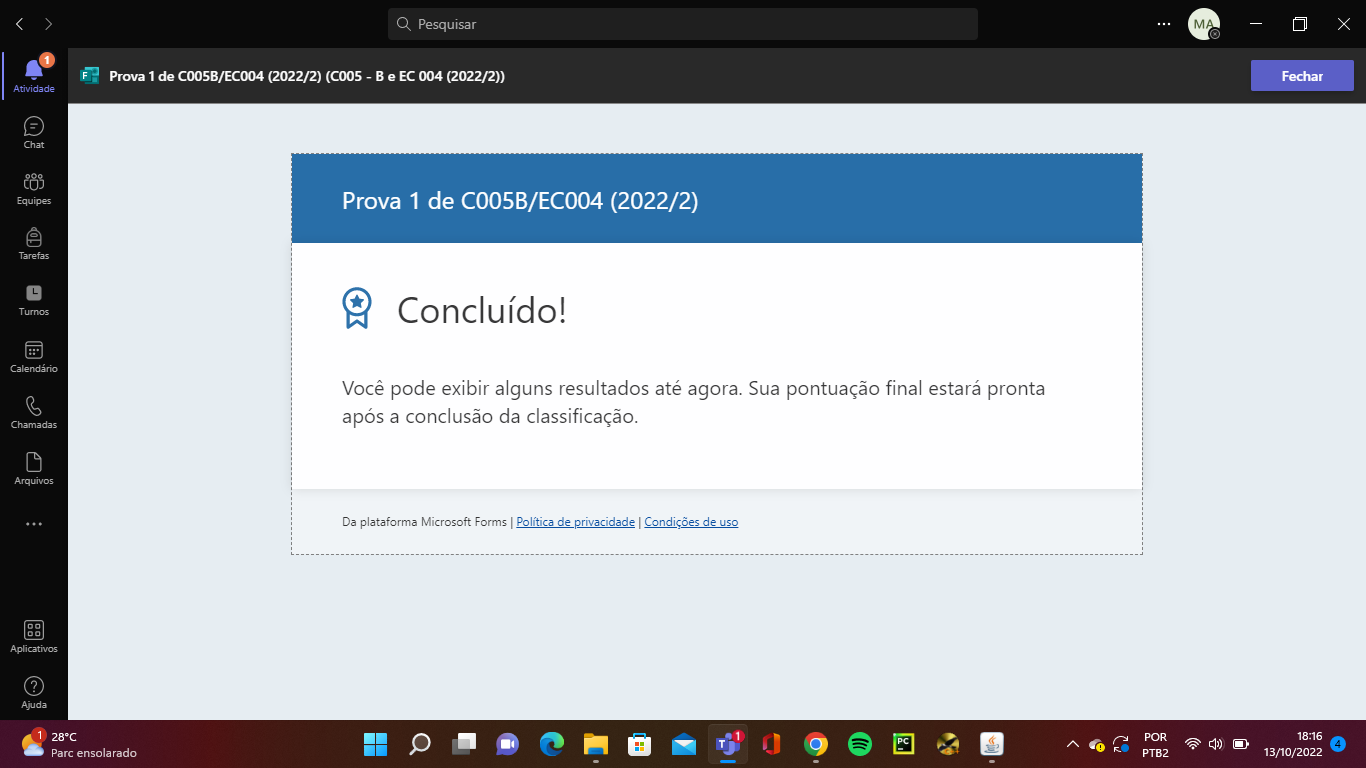 Pesquisar
MA
1
Atividade
Prova 1 de C005B/EC004 (2022/2) (C005 - B e EC 004 (2022/2))
Fechar
Chat
Equipes
Tarefas
Turnos
Calendário
Chamadas
Arquivos
Aplicativos
Ajuda
Prova 1 de C005B/EC004 (2022/2)
Concluído!
Você pode exibir alguns resultados até agora. Sua pontuação final estará pronta
após a conclusão da classificação.
Da plataforma Microsoft Forms | Política de privacidade | Condições de uso
1
28°C
Parc ensolarado
1
PC
POR
PTB2
18:16
13/10/2022
4